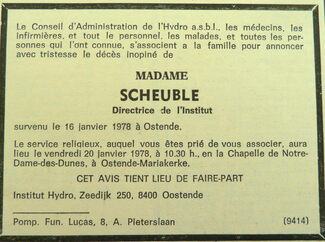 Le Conseil d'Administration de l'Hydro a.s.b.l., les médecins, les
infirmières, et tout le personnel, les malades, et toutes les personnes
qui l'ont connue, s'associent a la famille pour annoncer
avec tristesse le décès inopiné de
MADAME
SCHEUBLE
Directrice de l'Institut
survenu le 16 janvier 1978 à Ostende.
Le service religieux, auquel vous êtes prié de vous associer, aura
lieu le vendredi 20 janvier 1978, à 10.30 h., en la Chapelle de Notre-
Dame-des-Dunes, à Ostende-Mariakerke.
CET AVIS TIENT LIEU DE FAIRE-PART
Institut Hydro, Zeedijk 250, 8400 Oostende
Pomp. Fun. Lucas, 8, A. Pieterslaan (9414)